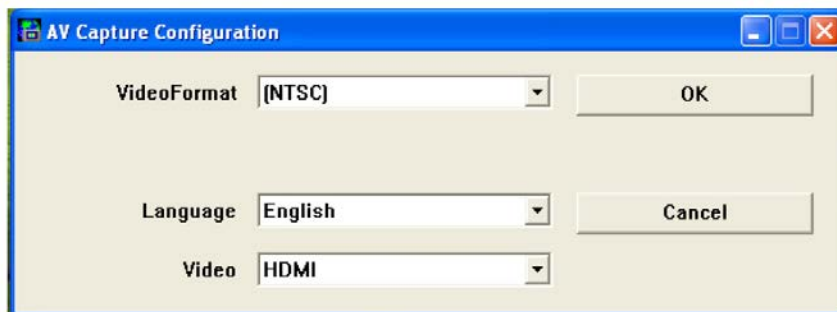 AV Capture Configuration
VideoFormat (NTSC) OK
Language English Cancel
Video HDMI